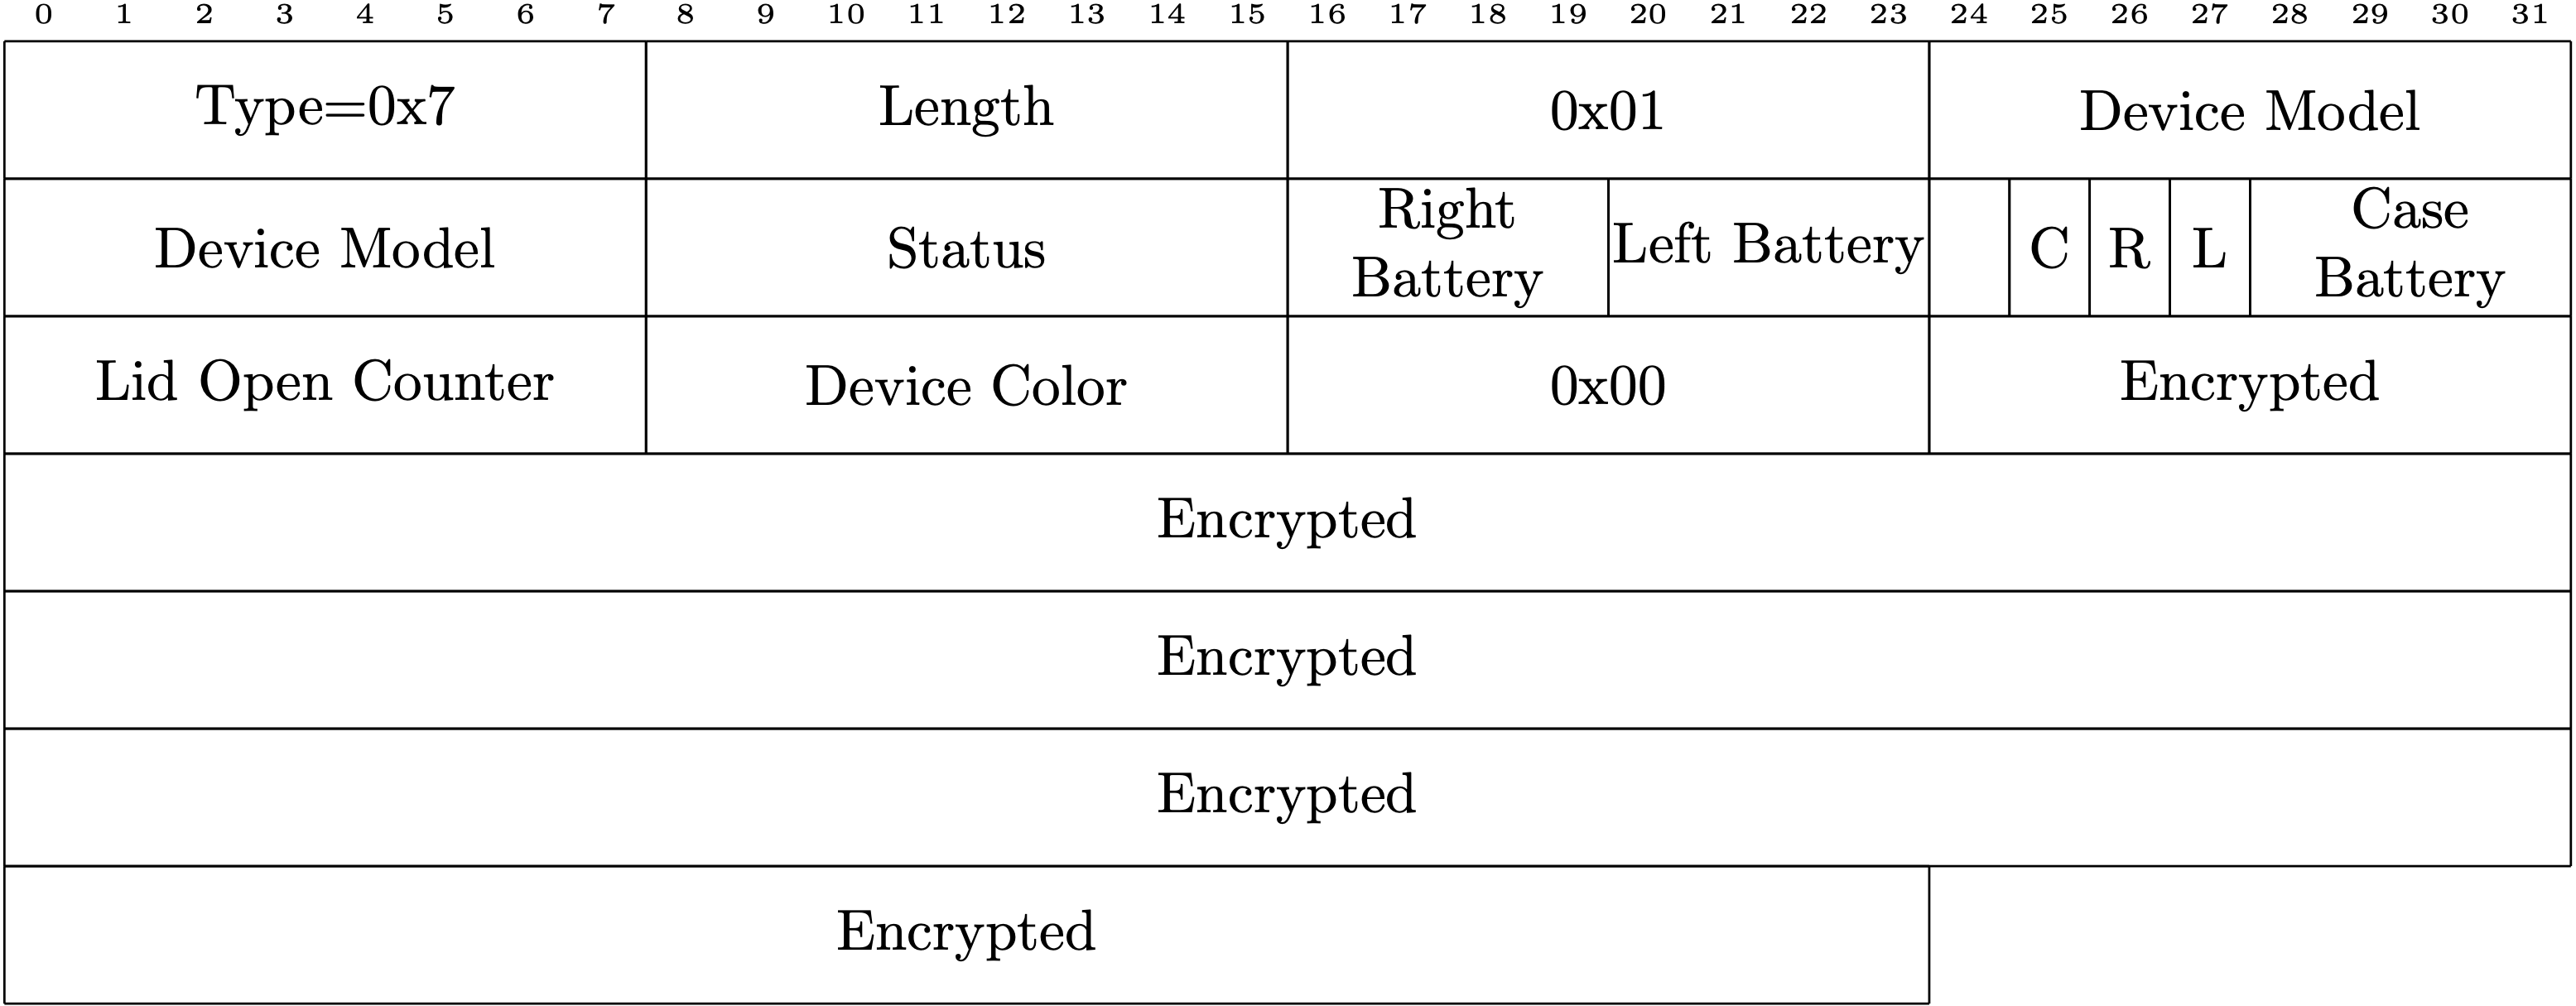 0 1 2 3 4 5 6 7 8 9 10 11 12 13 14 15 16 17 18 19 20 21 22 23 24 25 26 27 28 29 30 31
Type=0x7 Length 0x01 Device Model
Device Model Status Right Battery Left Battery C R L Case Battery
Lid Open Counter Device Color 0x00 Encrypted
Encrypted
Encrypted
Encrypted
Encrypted